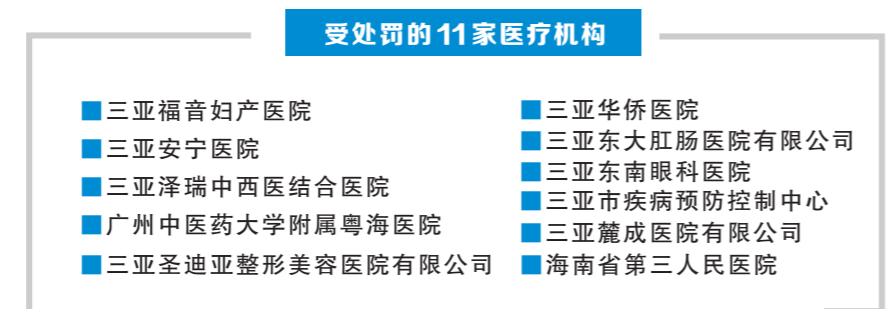 受处罚的11家医疗机构
■三亚福音妇产医院
■三亚安宁医院
■三亚泽瑞中西医结合医院
■广州中医药大学附属粤海医院
■三亚圣迪亚整形美容医院有限公司
■三亚华侨医院
■三亚东大肛肠医院有限公司
■三亚东南眼科医院
■三亚市疾病预防控制中心
■三亚麓成医院有限公司
■海南省第三人民医院